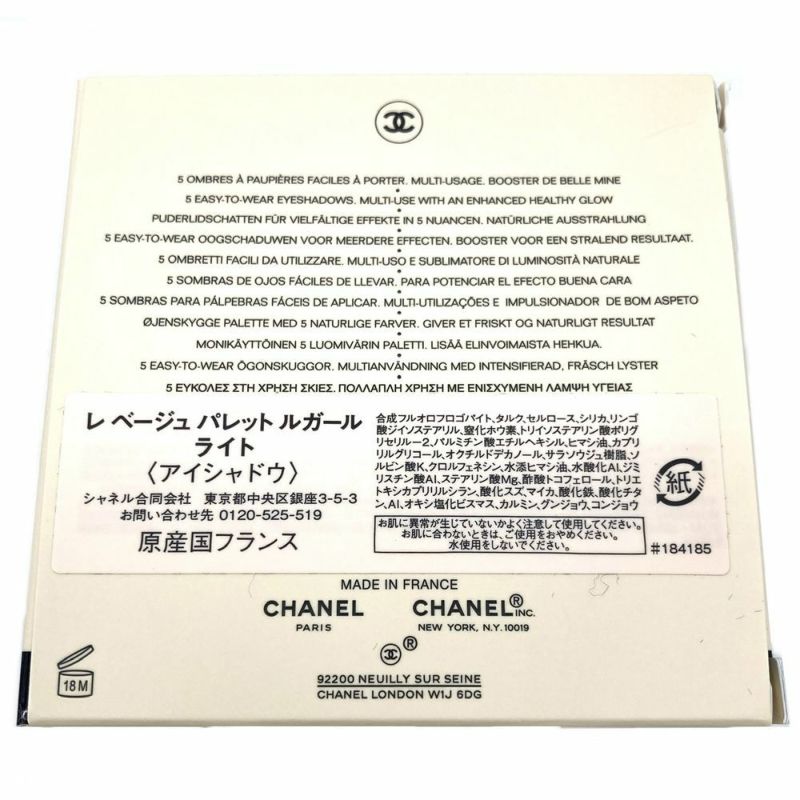 5 OMBRES À PAUPIÈRES FACILES À PORTER. MULTI-USAGE. BOOSTER DE BELLE MINE
5 EASY-TO-WEAR EYESHADOWS. MULTI-USE WITH AN ENHANCED HEALTHY GLOW
PUDERLIDSCHATTEN FÜR VIELFÄLTIGE EFFEKTE IN 5 NUANCEN. NATÜRLICHE AUSSTRAHLUNG
5 EASY-TO-WEAR OOGSCHADUWEN VOOR MEERDERE EFFECTEN. BOOSTER VOOR EEN STRALEND RESULTAAT.
5 OMBRETTI FACILI DA UTILIZZARE. MULTI-USO E SUBLIMATORE DI LUMINOSITÀ NATURALE
5 SOMBRAS DE OJOS FÁCILES DE LLEVAR. PARA POTENCIAR EL EFECTO BUENA CARA
5 SOMBRAS PARA PÁLPEBRAS FÁCEIS DE APLICAR. MULTI-UTILIZAÇÕES E IMPULSIONADOR DE BOM ASPETO
ØJENSKYGGE PALETTE MED 5 NATURLIGE FARVER. GIVER ET FRISKT OG NATURLIGT RESULTAT
MONIKÄYTTÖINEN 5 LUOMIVÄRIN PALETTI. LISÄÄ ELINVOIMAISTA HEHKUA.
5 EASY-TO-WEAR ÖGONSKUGGOR. MULTIANVÄNDNING MED INTENSIFIERAD, FRÄSCH LYSTER
5 ΕΥΚΟΛΕΣ ΣΤΗ ΧΡΗΣΗ ΣΚΙΕΣ. ΠΟΛΛΑΠΛΗ ΧΡΗΣΗ ΜΕ ΕΝΙΣΧΥΜΕΝΗ ΛΑΜΨΗ ΥΓΕΙΑΣ
レ ベージュ パレット ルガール
ライト
〈アイシャドウ〉
シャネル合同会社 東京都中央区銀座3-5-3
お問い合わせ先 0120-525-519
原産国フランス
合成フルオロフロゴパイト、タルク、セルロース、シリカ、リンゴ
酸ジイソステアリル、窒化ホウ素、トリイソステアリン酸ポリグ
リセリル－2、パルミチン酸エチルヘキシル、ヒマシ油、カプリ
リルグリコール、オクチルドデカノール、サラソウジュ樹脂、ソ
ルビン酸K、クロルフェネシン、水添ヒマシ油、水酸化Al、ジミ
リスチン酸Al、ステアリン酸Mg、酢酸トコフェロール、トリエ
トキシカプリリルシラン、酸化スズ、マイカ、酸化鉄、酸化チタ
ン、Al、オキシ塩化ビスマス、カルミン、グンジョウ、コンジョウ
お肌に異常が生じていないかよく注意して使用してください。
お肌に合わないときは、ご使用をおやめください。
水使用をしないでください。
紙
#184185
MADE IN FRANCE
CHANEL CHANEL® INC.
PARIS NEW YORK, N.Y. 10019
®
92200 NEUILLY SUR SEINE
CHANEL LONDON W1J 6DG
18 M